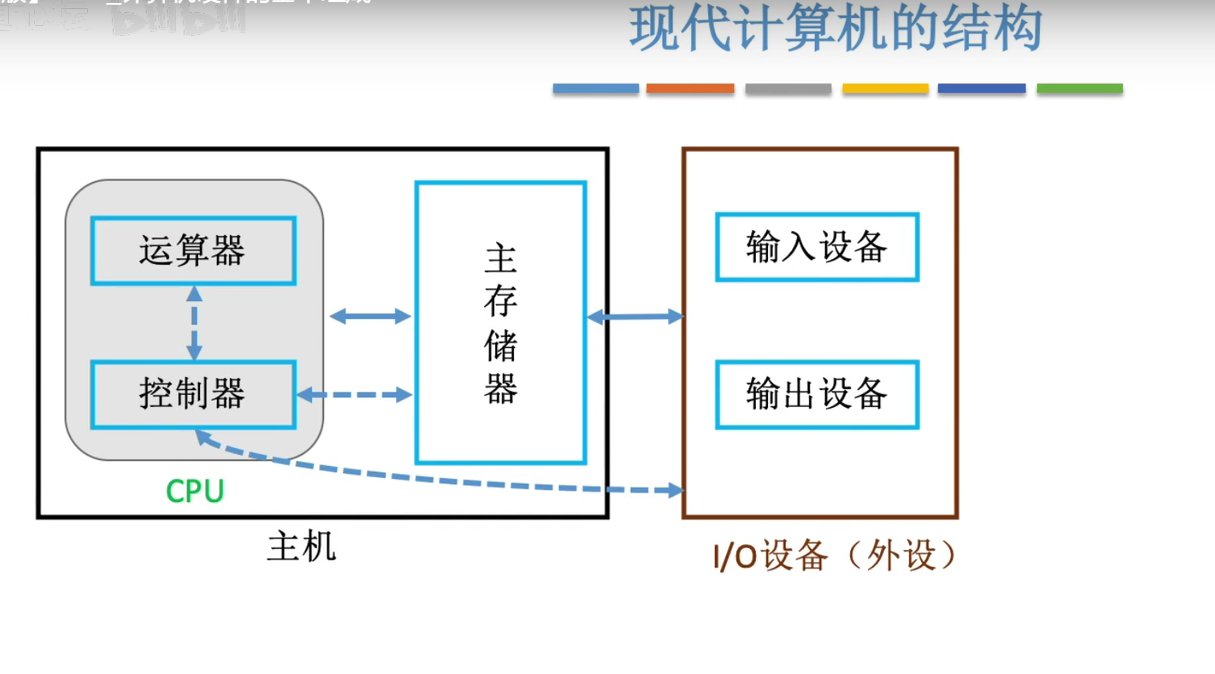 现代计算机的结构
运算器
控制器
CPU
主存储器
主机
输入设备
输出设备
I/O设备（外设）